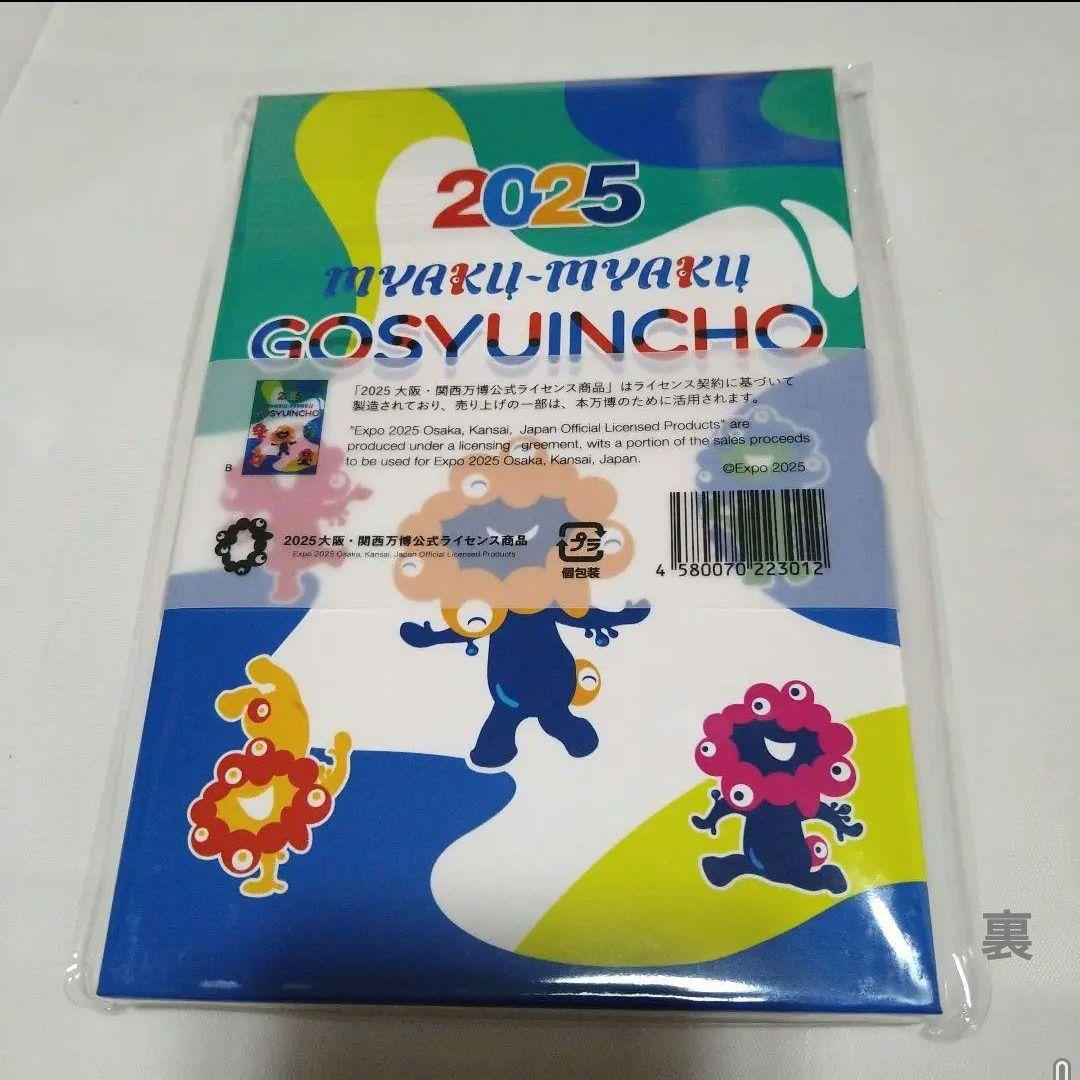 2025
MYAKU-MYAKU
GOSYUINCHO
「2025 大阪・関西万博公式ライセンス商品」はライセンス契約に基づいて
製造されており、売り上げの一部は、本万博のために活用されます。
"Expo 2025 Osaka, Kansai, Japan Official Licensed Products" are
produced under a licensing greement, wits a portion of the sales proceeds
to be used for Expo 2025 Osaka, Kansai, Japan.
©Expo 2025
GOSYUINCHO
B
2025大阪・関西万博公式ライセンス商品
Expo 2025 Osaka, Kansai, Japan Official Licensed Products
プラ
個包装
4 580070 223012
裏